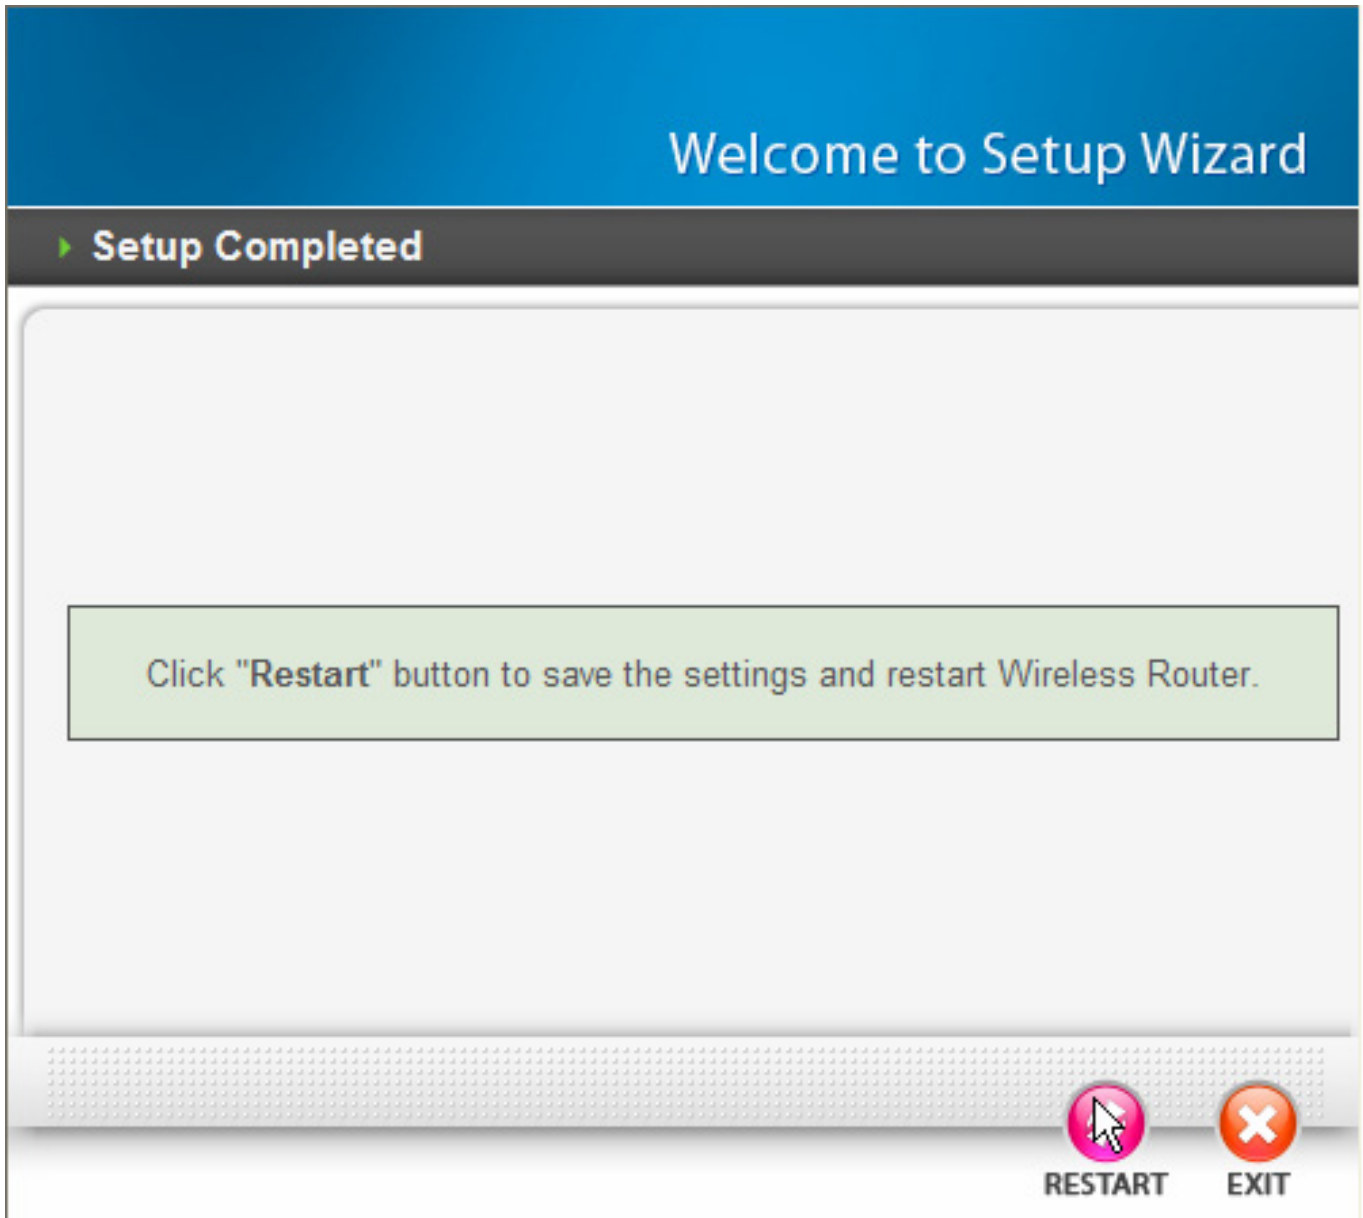 Welcome to Setup Wizard
Setup Completed
Click "Restart" button to save the settings and restart Wireless Router.
RESTART
EXIT